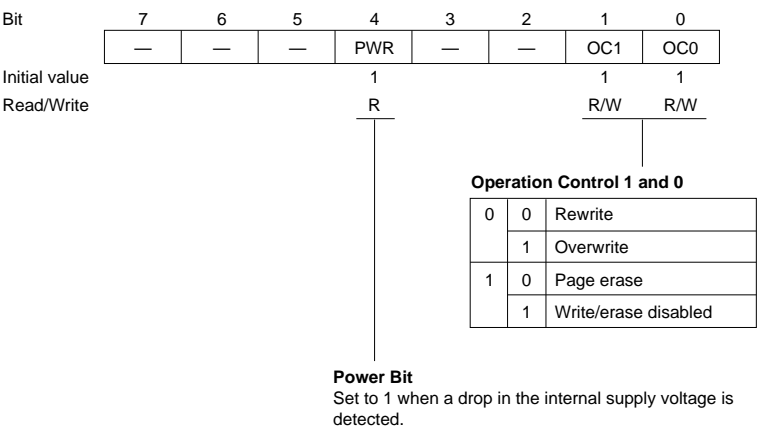 Bit 7 6 5 4 3 2 1 0
— — — PWR — — OC1 OC0
Initial value 1 1 1
Read/Write R R/W R/W
Operation Control 1 and 0
0 0 Rewrite
1 Overwrite
1 0 Page erase
1 Write/erase disabled
Power Bit
Set to 1 when a drop in the internal supply voltage is
detected.